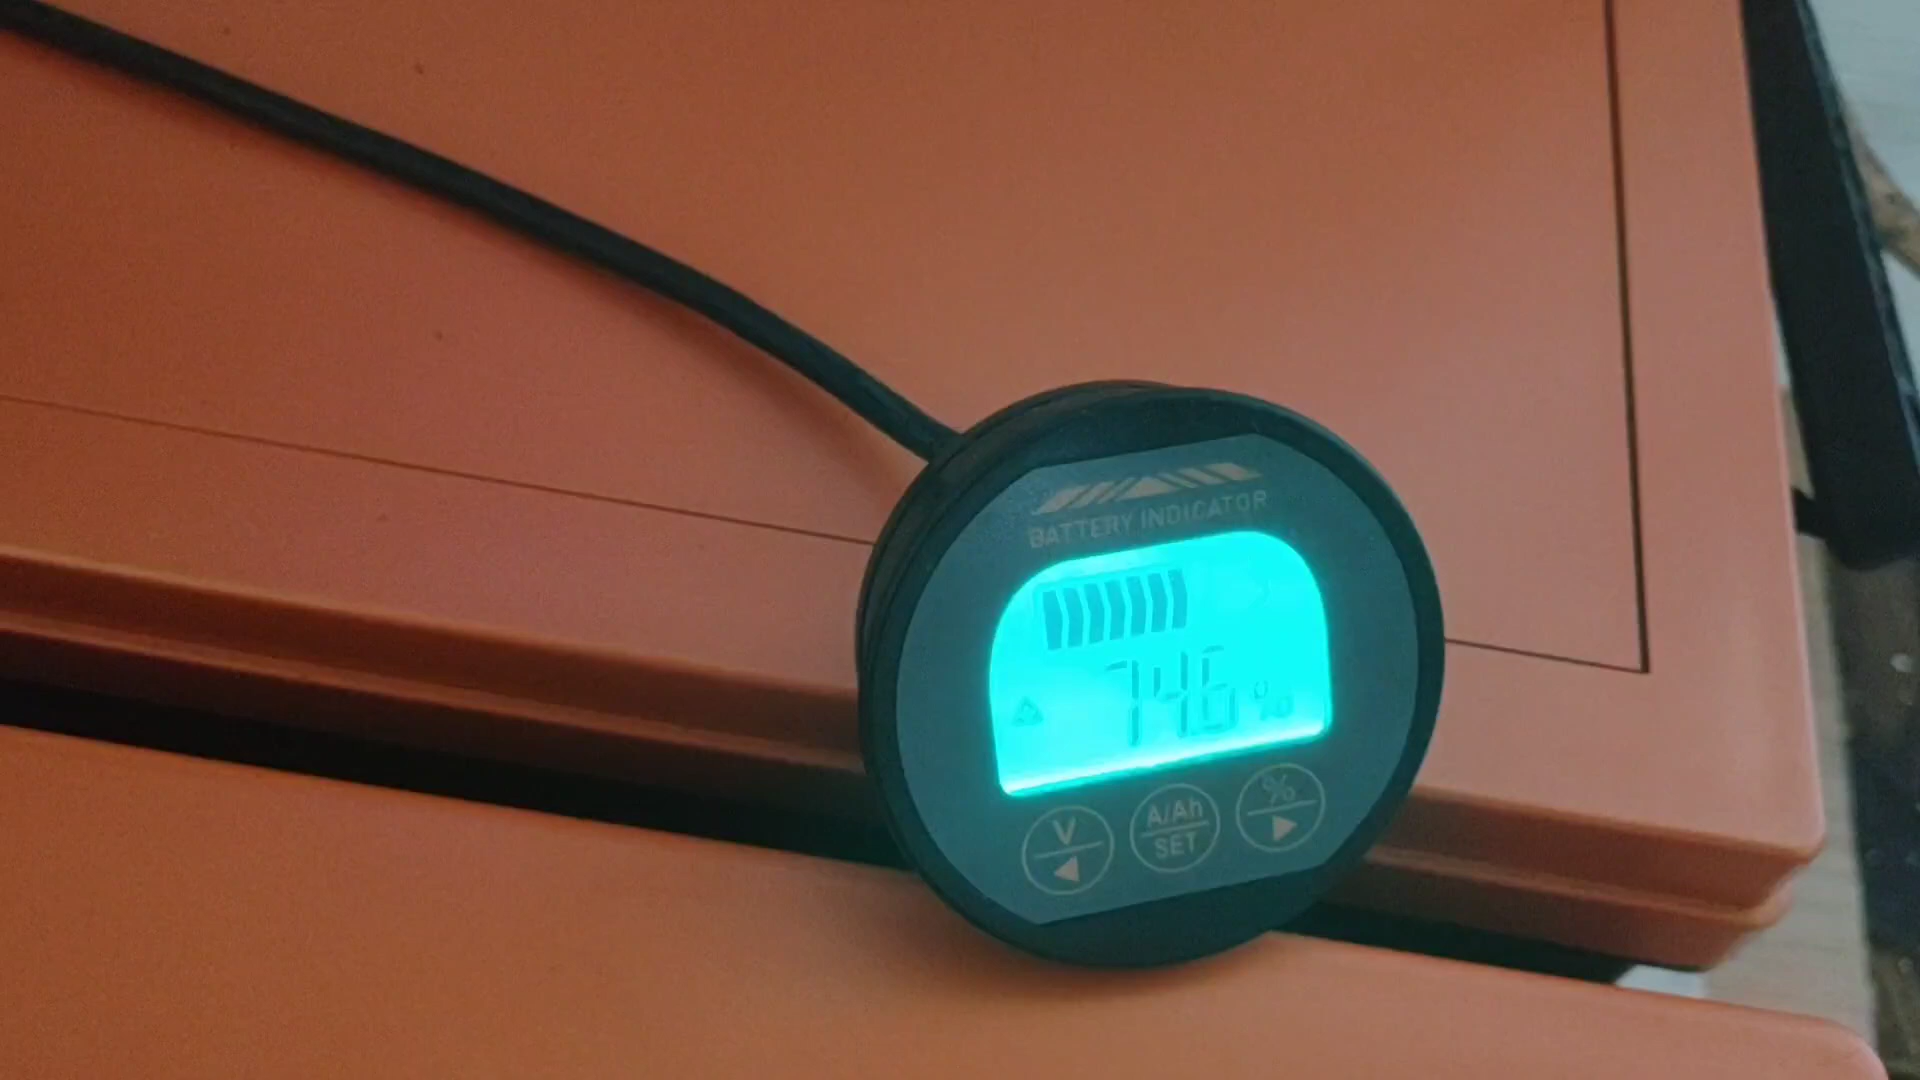 BATTERY INDICATOR
74.6 %
V
A/Ah
SET
%